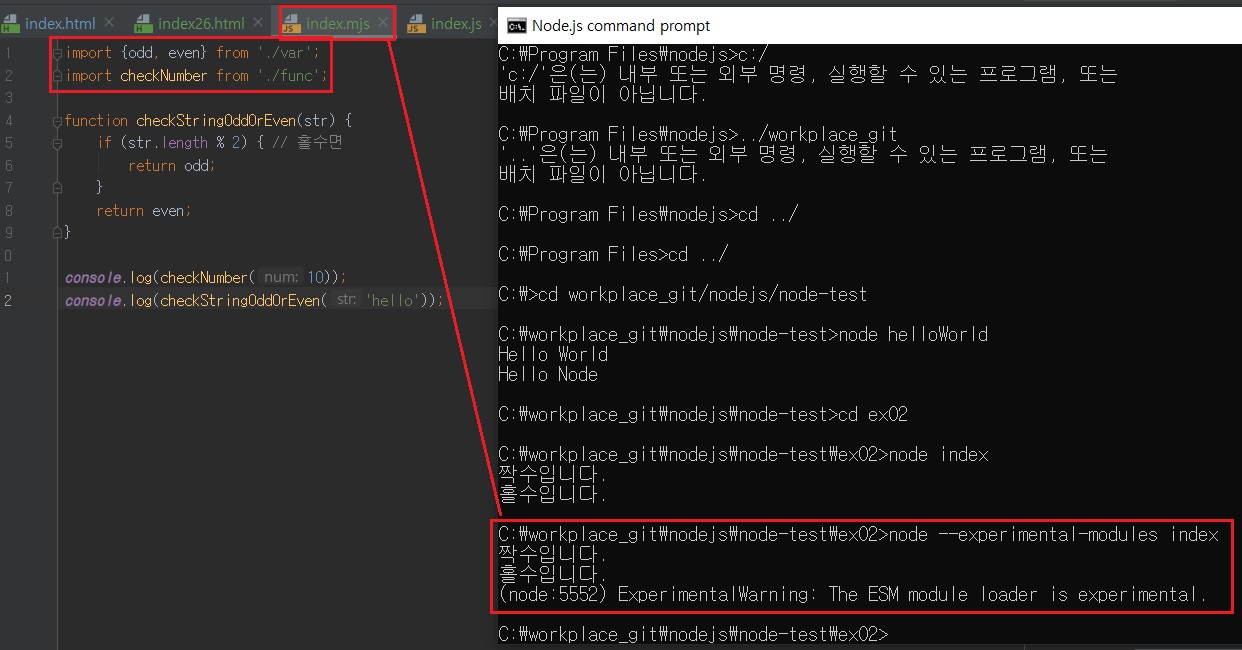 index.html
index26.html
index.mjs
index.js
1 import {odd, even} from './var';
2 import checkNumber from './func';
3
4 function checkStringOddOrEven(str) {
5 if (str.length % 2) { // 홀수면
6 return odd;
7 }
8 return even;
9 }
0
1 console.log(checkNumber( num: 10));
2 console.log(checkStringOddOrEven( str: 'hello'));
Node.js command prompt
C:\Program Files\nodejs>c:/
'c:/'은(는) 내부 또는 외부 명령, 실행할 수 있는 프로그램, 또는
배치 파일이 아닙니다.
C:\Program Files\nodejs>../workplace_git
'..'은(는) 내부 또는 외부 명령, 실행할 수 있는 프로그램, 또는
배치 파일이 아닙니다.
C:\Program Files\nodejs>cd ../
C:\Program Files>cd ../
C:\>cd workplace_git/nodejs/node-test
C:\workplace_git\nodejs\node-test>node helloWorld
Hello World
Hello Node
C:\workplace_git\nodejs\node-test>cd ex02
C:\workplace_git\nodejs\node-test\ex02>node index
짝수입니다.
홀수입니다.
C:\workplace_git\nodejs\node-test\ex02>node --experimental-modules index
짝수입니다.
홀수입니다.
(node:5552) ExperimentalWarning: The ESM module loader is experimental.
C:\workplace_git\nodejs\node-test\ex02>